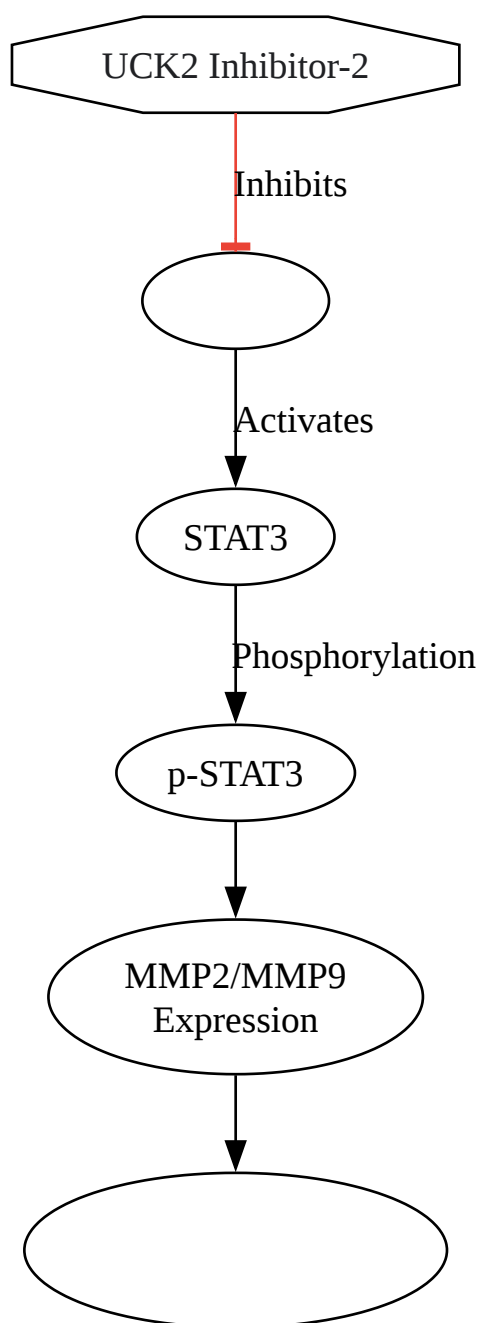 UCK2 Inhibitor-2
Inhibits
Activates
STAT3
Phosphorylation
p-STAT3
MMP2/MMP9
Expression